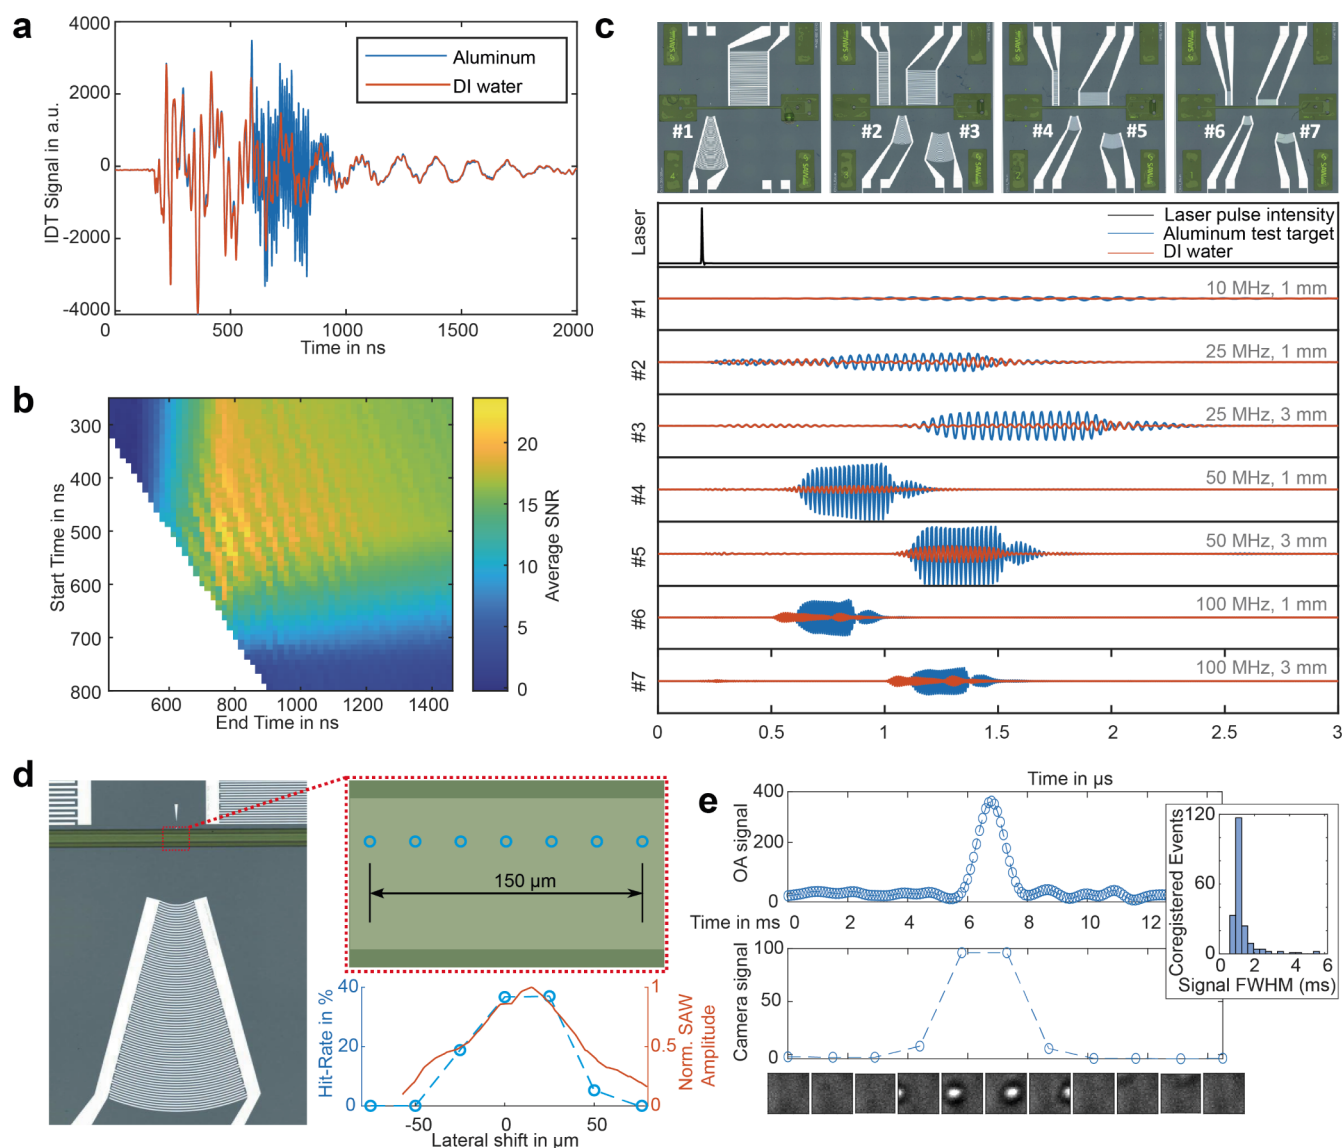 a
4000
2000
0
-2000
-4000
IDT Signal in a.u.
Aluminum
DI water
0
500
1000
1500
2000
Time in ns
b
300
400
500
600
700
800
Start Time in ns
600
800
1000
1200
1400
End Time in ns
20
15
10
5
0
Average SNR
c
#1
#2
#3
#4
#5
#6
#7
Laser
Laser pulse intensity
Aluminum test target
DI water
#1
10 MHz, 1 mm
#2
25 MHz, 1 mm
#3
25 MHz, 3 mm
#4
50 MHz, 1 mm
#5
50 MHz, 3 mm
#6
100 MHz, 1 mm
#7
100 MHz, 3 mm
0
0.5
1
1.5
2
2.5
3
Time in µs
d
150 µm
40
20
0
Hit-Rate in %
1
0.5
0
Norm. SAW
Amplitude
-50
0
50
Lateral shift in µm
e
400
200
0
OA signal
Time in ms
0
2
4
6
8
10
12
100
50
0
Camera signal
120
60
0
Coregistered Events
0
2
4
6
Signal FWHM (ms)